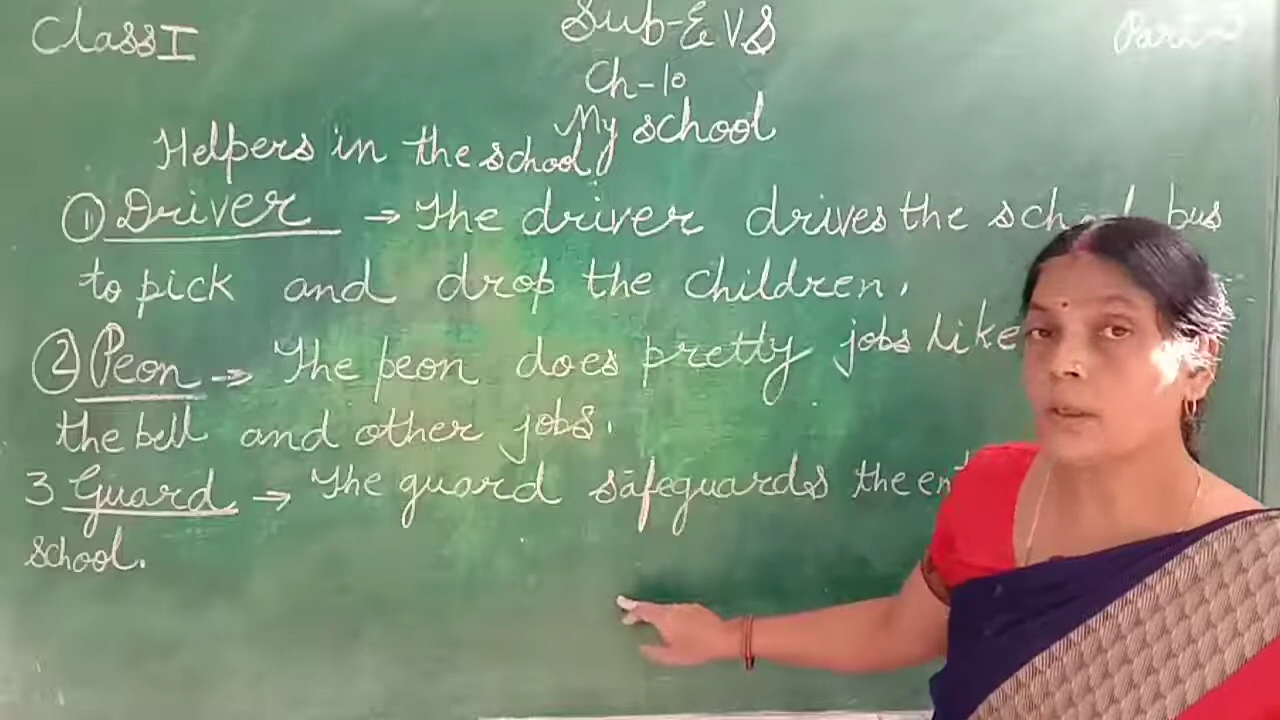 Class I
Sub-EVS
Ch-10
My school
Helpers in the school
① Driver → The driver drives the school bus
to pick and drop the children.
② Peon → The peon does pretty jobs like
the bell and other jobs.
3 Guard → The guard safeguards the
school.